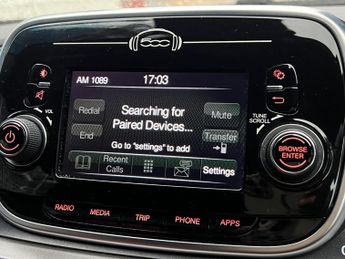 500
AM 1089
17:03
VOL
Redial
Searching for
Paired Devices...
Mute
TUNE
SCROLL
End
Transfer
Go to "settings" to add
BROWSE
ENTER
Recent
Calls
Settings
RADIO
MEDIA
TRIP
PHONE
APPS